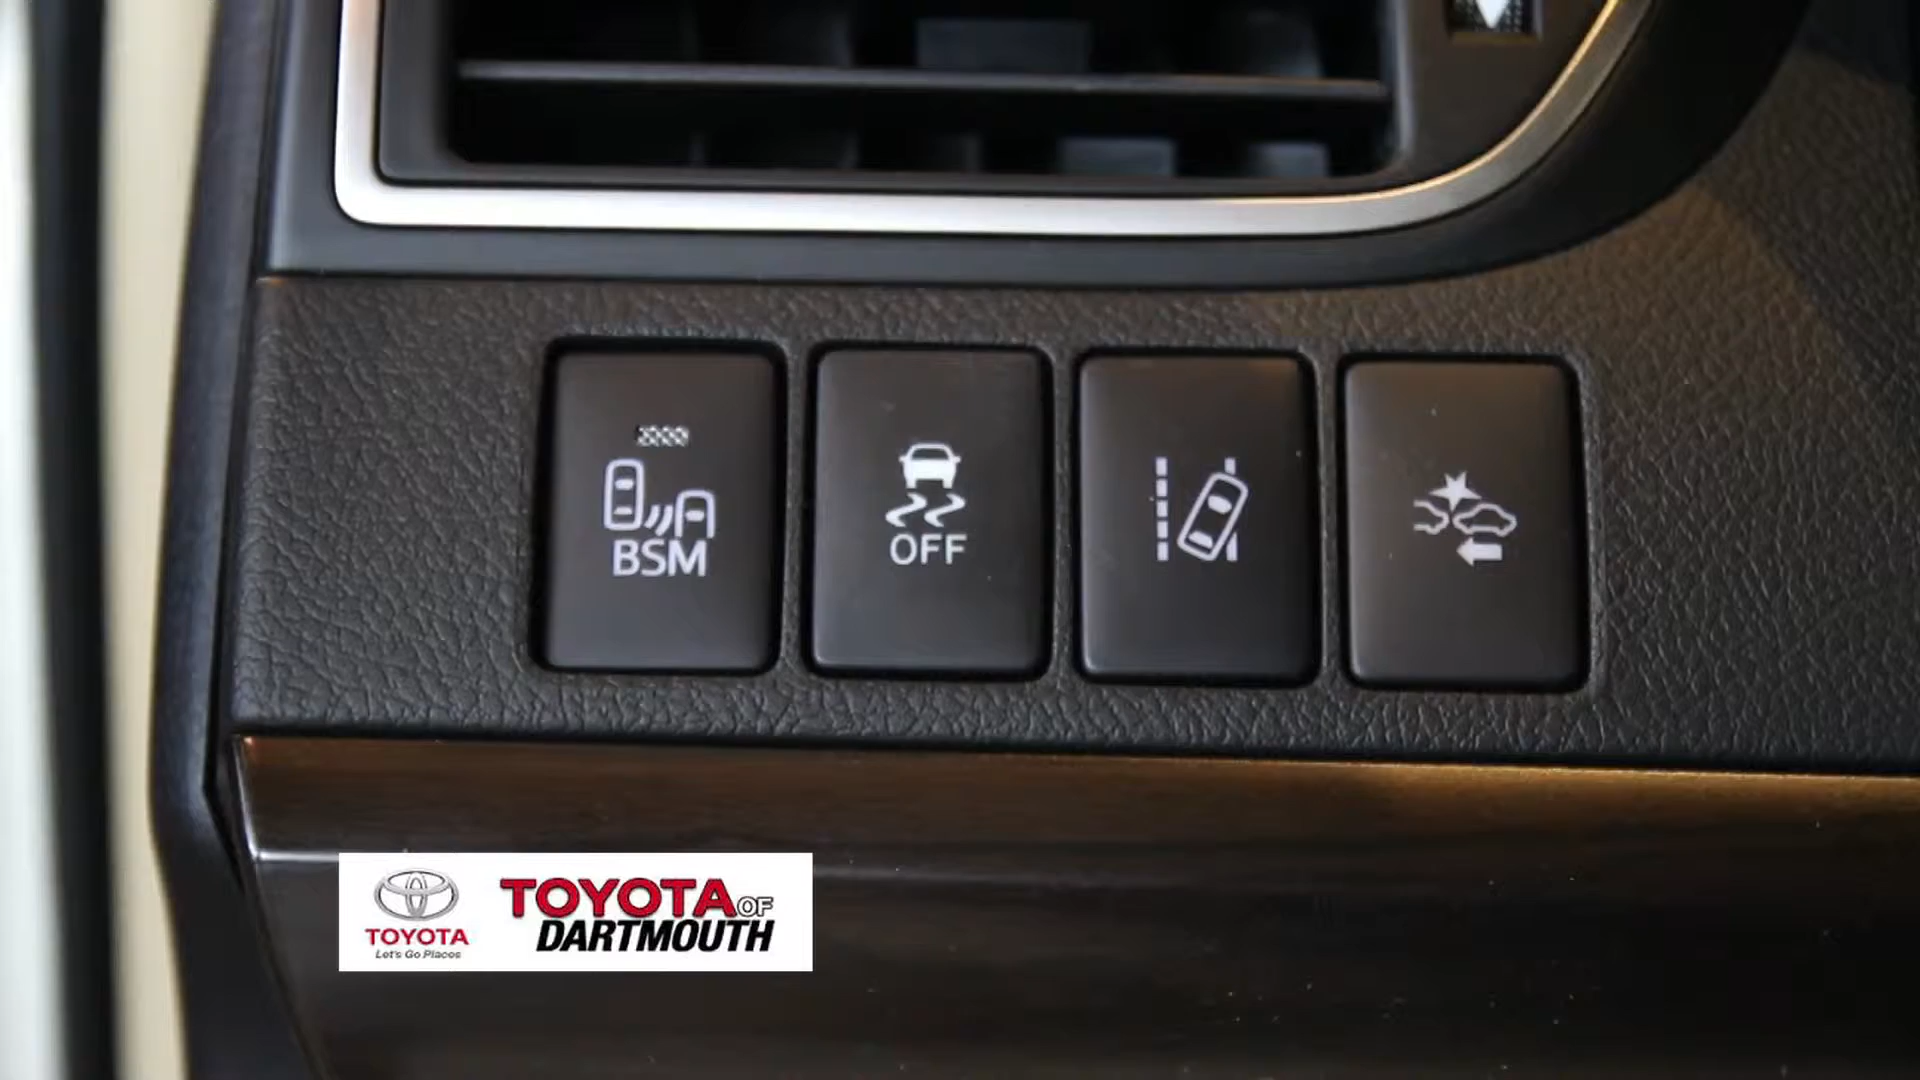 BSM
OFF
TOYOTA
Let's Go Places
TOYOTA OF
DARTMOUTH